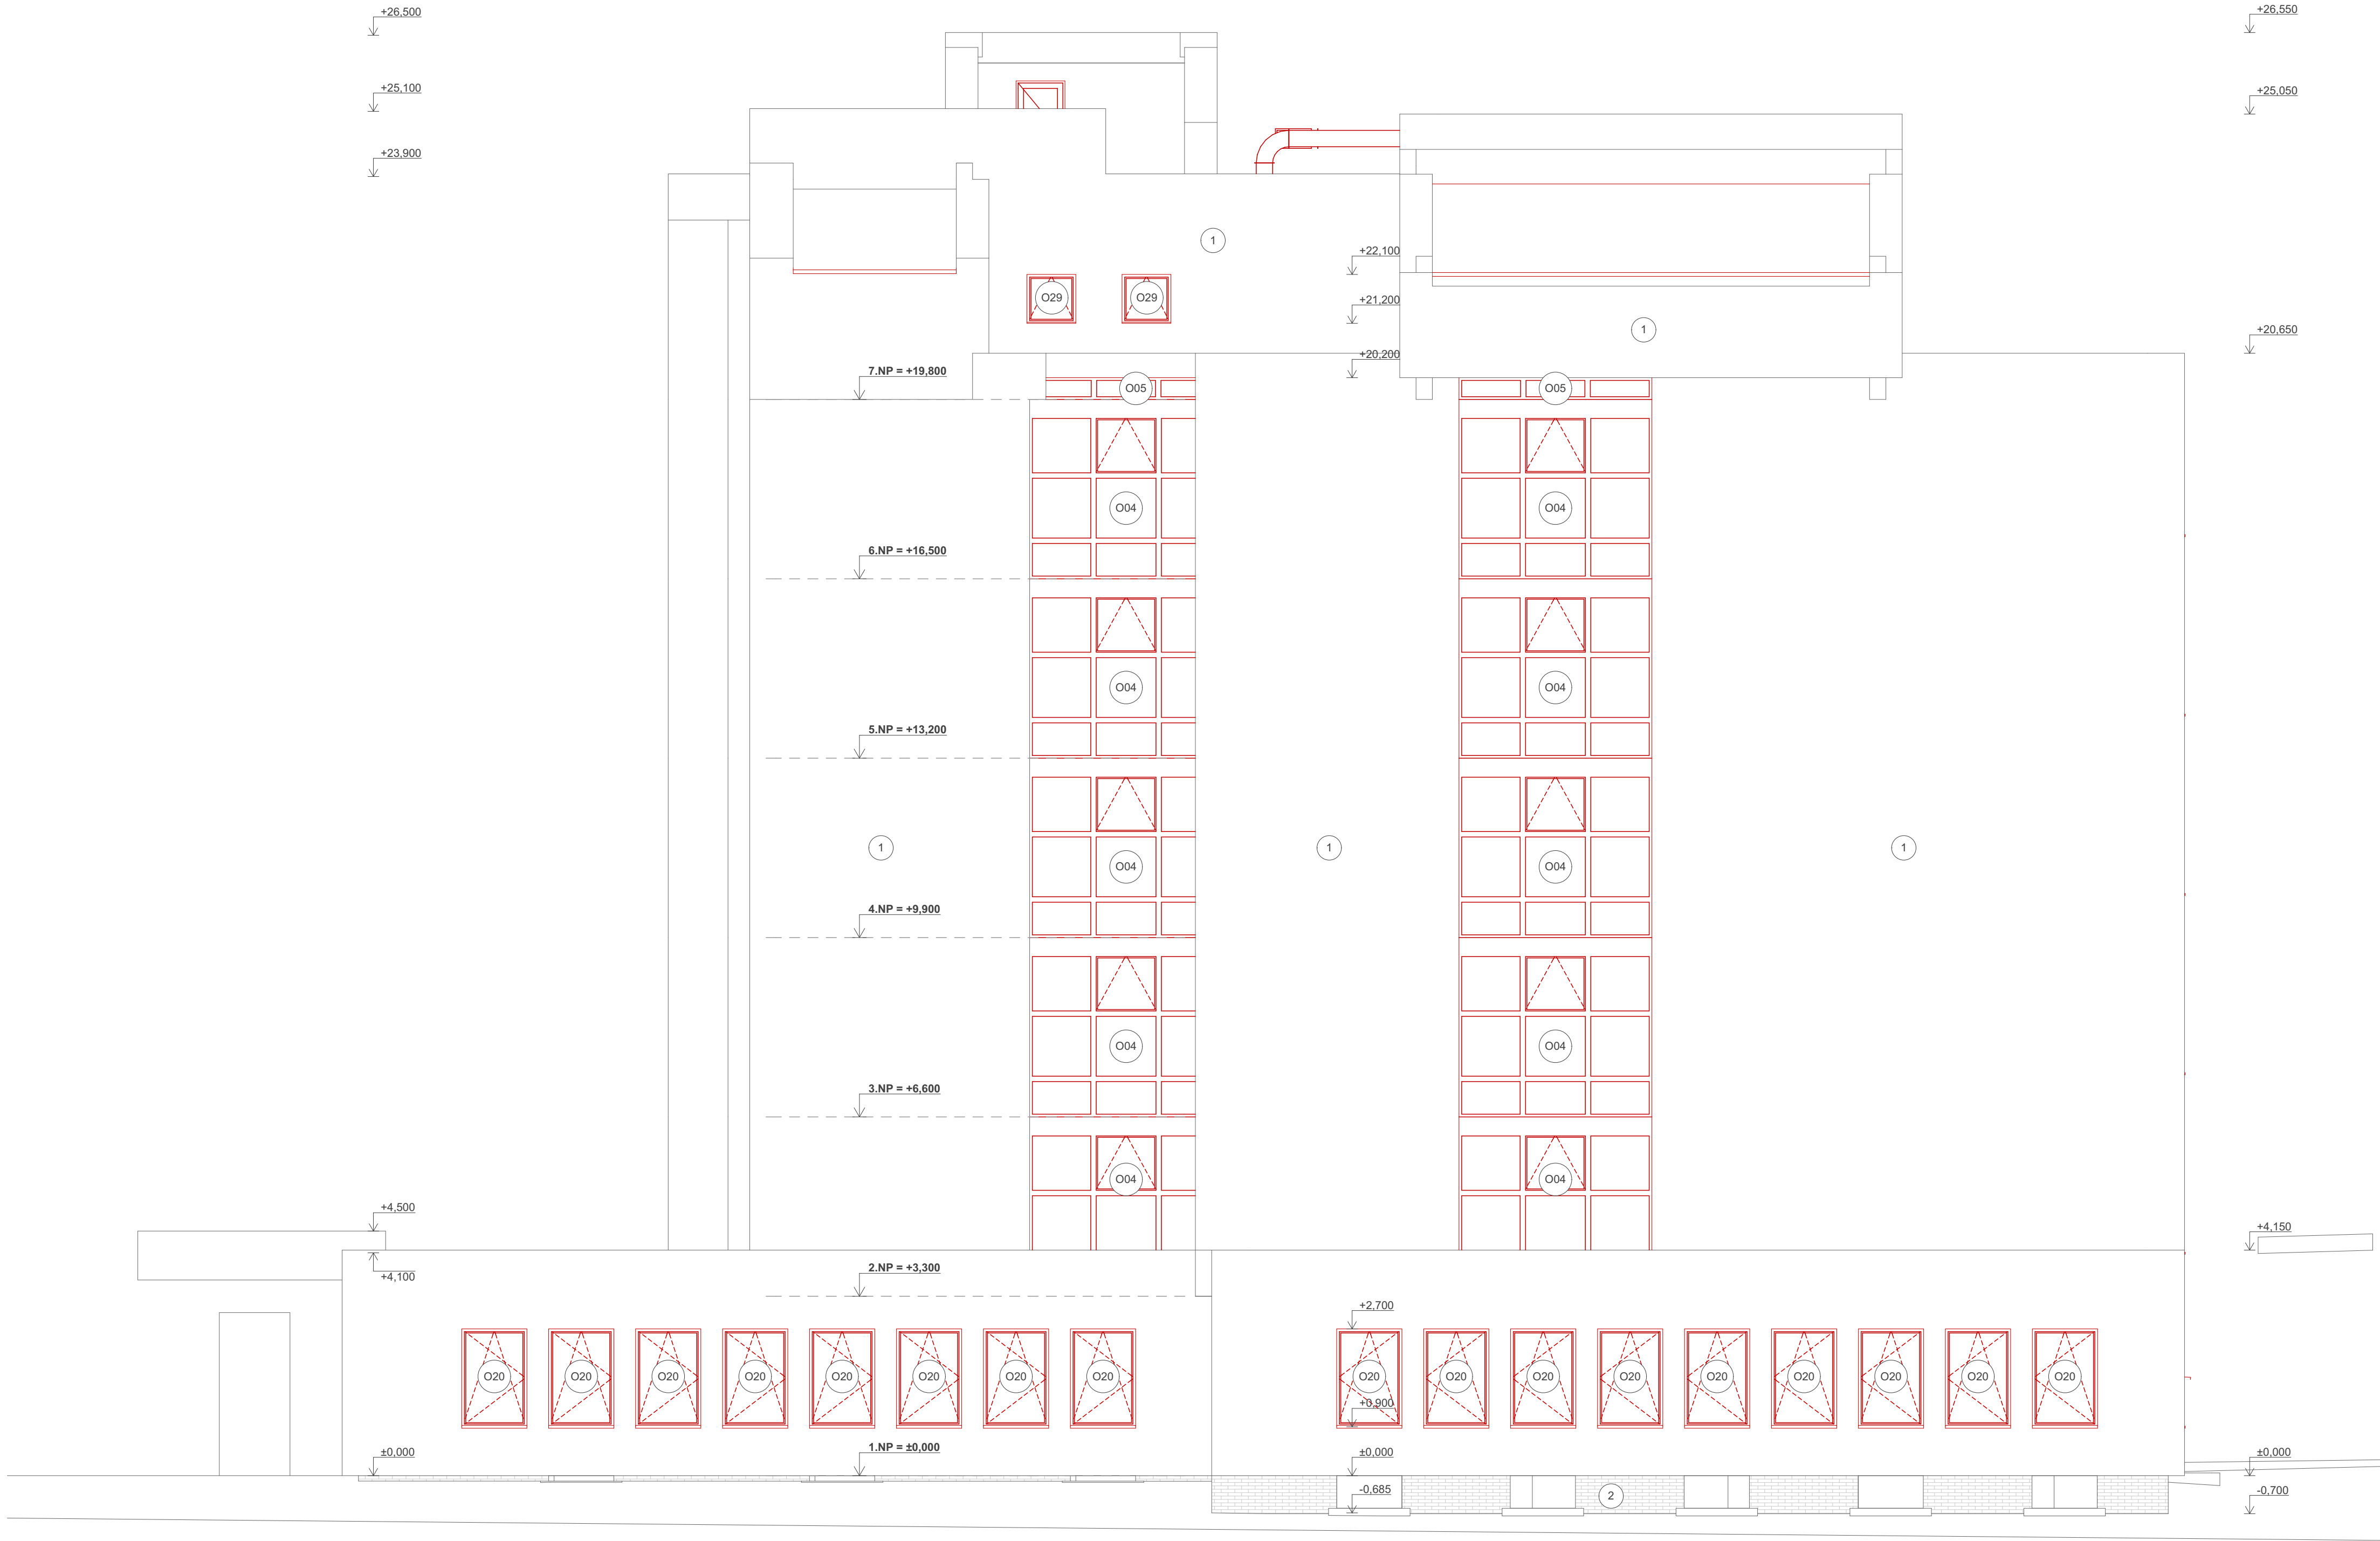 +26,500
+26,550
+25,100
+25,050
+23,900
1
+22,100
O29 O29
+21,200
1
+20,650
+20,200
7.NP = +19,800
O05 O05
O04 O04
6.NP = +16,500
O04 O04
5.NP = +13,200
1 1 1
O04 O04
4.NP = +9,900
O04 O04
3.NP = +6,600
O04 O04
+4,500
+4,150
+4,100
2.NP = +3,300
+2,700
O20 O20 O20 O20 O20 O20 O20 O20 O20 O20 O20 O20 O20 O20 O20 O20 O20
+0,900
±0,000 1.NP = ±0,000 ±0,000 ±0,000
-0,685 2 -0,700